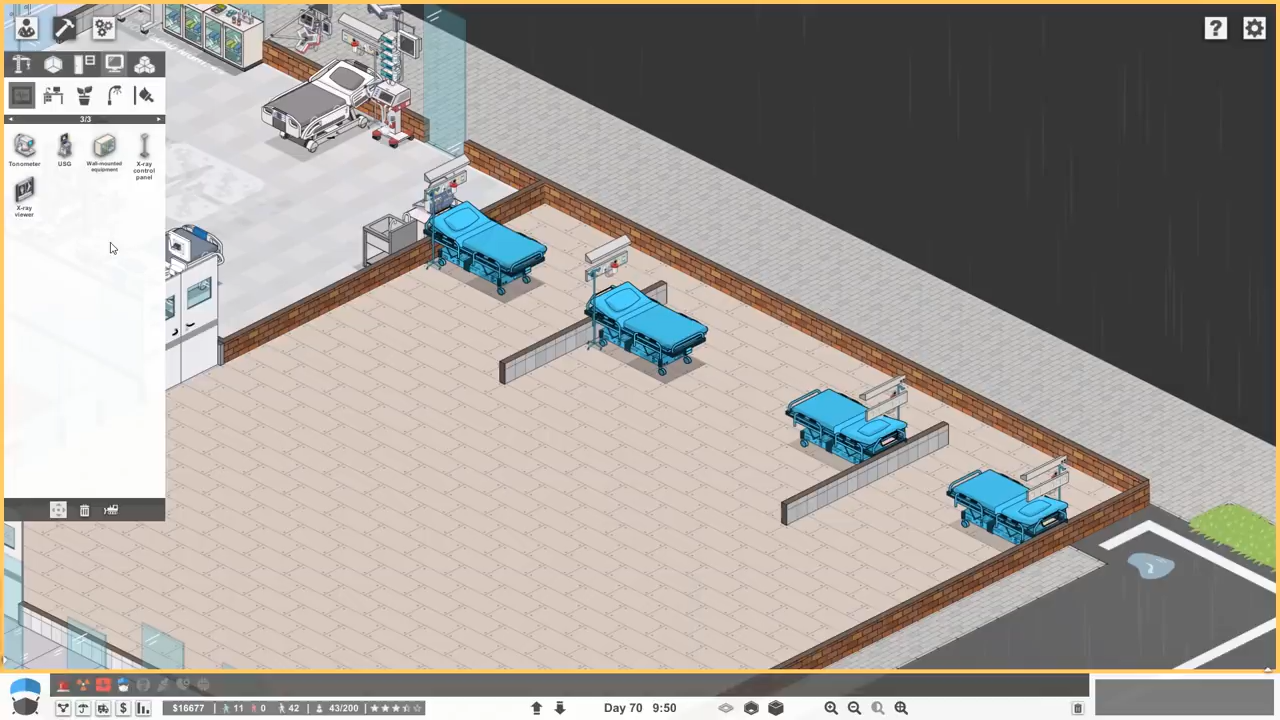 ?
3/3
Tonometer
USG
Wall-mounted
equipment
X-ray
control
panel
X-ray
viewer
$
$16677
11
0
42
43/200
Day 70 9:50